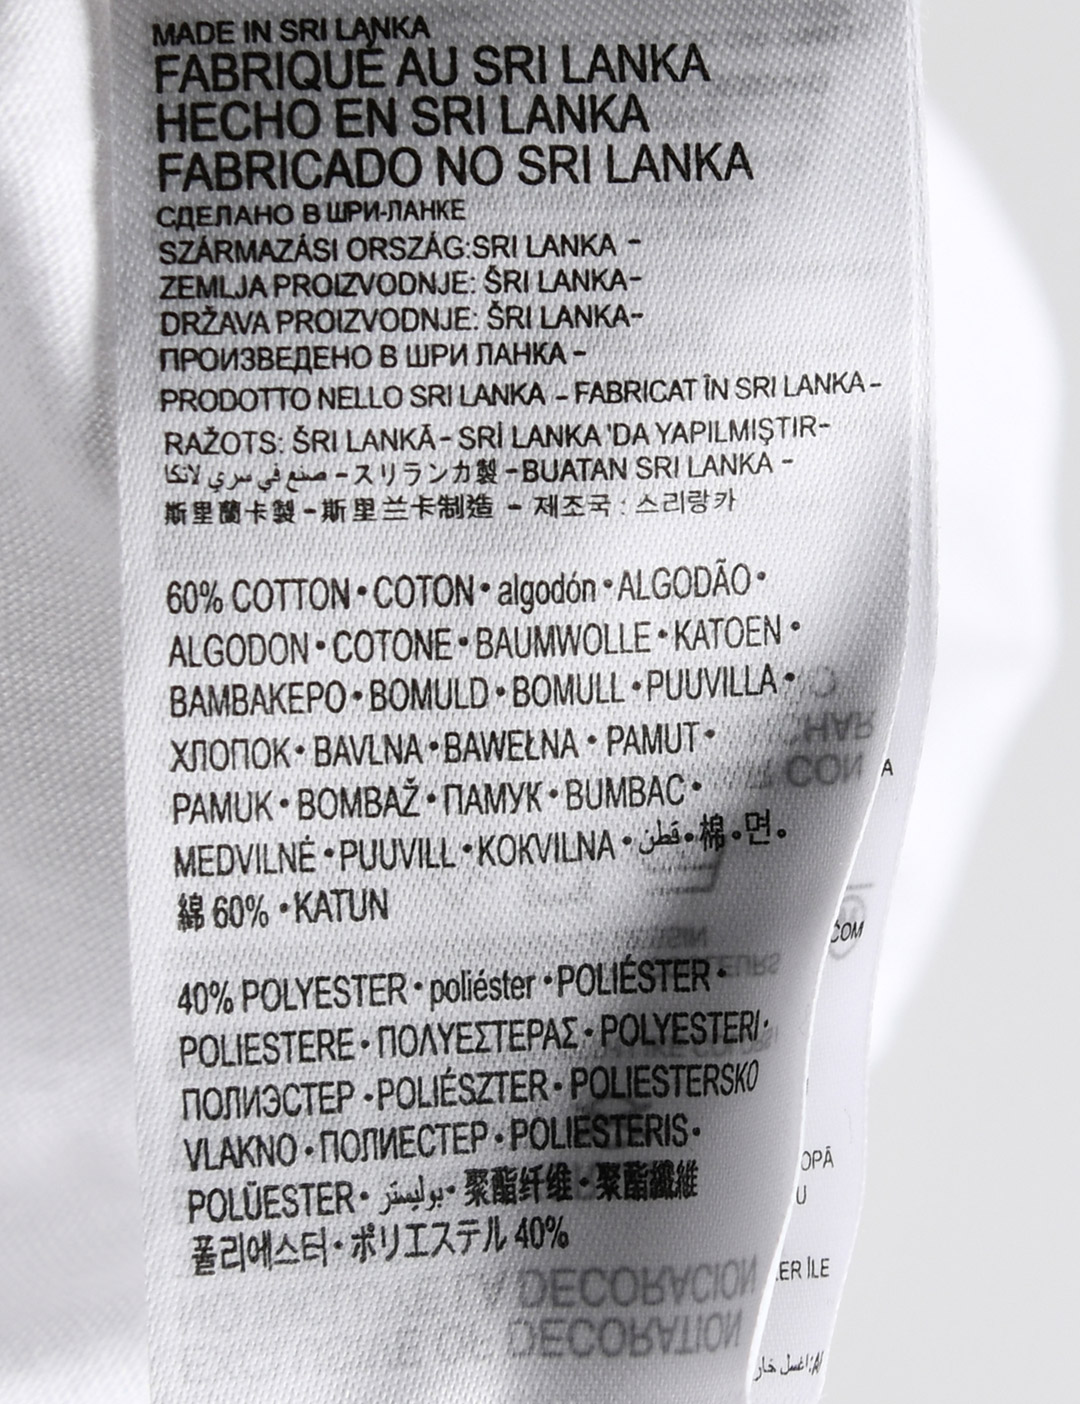 MADE IN SRI LANKA
FABRIQUÉ AU SRI LANKA
HECHO EN SRI LANKA
FABRICADO NO SRI LANKA
СДЕЛАНО В ШРИ-ЛАНКЕ
SZÁRMAZÁSI ORSZÁG:SRI LANKA -
ZEMLJA PROIZVODNJE: ŠRI LANKA-
DRŽAVA PROIZVODNJE: ŠRI LANKA-
ПРОИЗВЕДЕНО В ШРИ ЛАНКА -
PRODOTTO NELLO SRI LANKA - FABRICAT ÎN SRI LANKA -
RAŽOTS: ŠRI LANKĀ - SRİ LANKA 'DA YAPILMIŞTIR-
صنع في سري لانكا - スリランカ製 - BUATAN SRI LANKA -
斯里蘭卡製 - 斯里兰卡制造 - 제조국 : 스리랑카
60% COTTON • COTON • algodón • ALGODÃO •
ALGODON • COTONE • BAUMWOLLE • KATOEN •
BAMBAKEPO • BOMULD • BOMULL • PUUVILLA •
ХЛОПОК • BAVLNA • BAWEŁNA • PAMUT •
PAMUK • BOMBAŽ • ПАМУК • BUMBAC •
MEDVILNĖ • PUUVILL • KOKVILNA • قطن • 棉 • 면 •
綿 60% • KATUN
40% POLYESTER • poliéster • POLIÉSTER •
POLIESTERE • ΠΟΛΥΕΣΤΕΡΑΣ • POLYESTERI •
ПОЛИЭСТЕР • POLIÉSZTER • POLIESTERSKO
VLAKNO • ПОЛИЕСТЕР • POLIESTERIS •
POLÜESTER • بوليستر • 聚酯纤维 • 聚酯纖維
폴리에스터 • ポリエステル 40%
A
COM
OPĀ
U
ER İLE
DECORACION
DECORATION